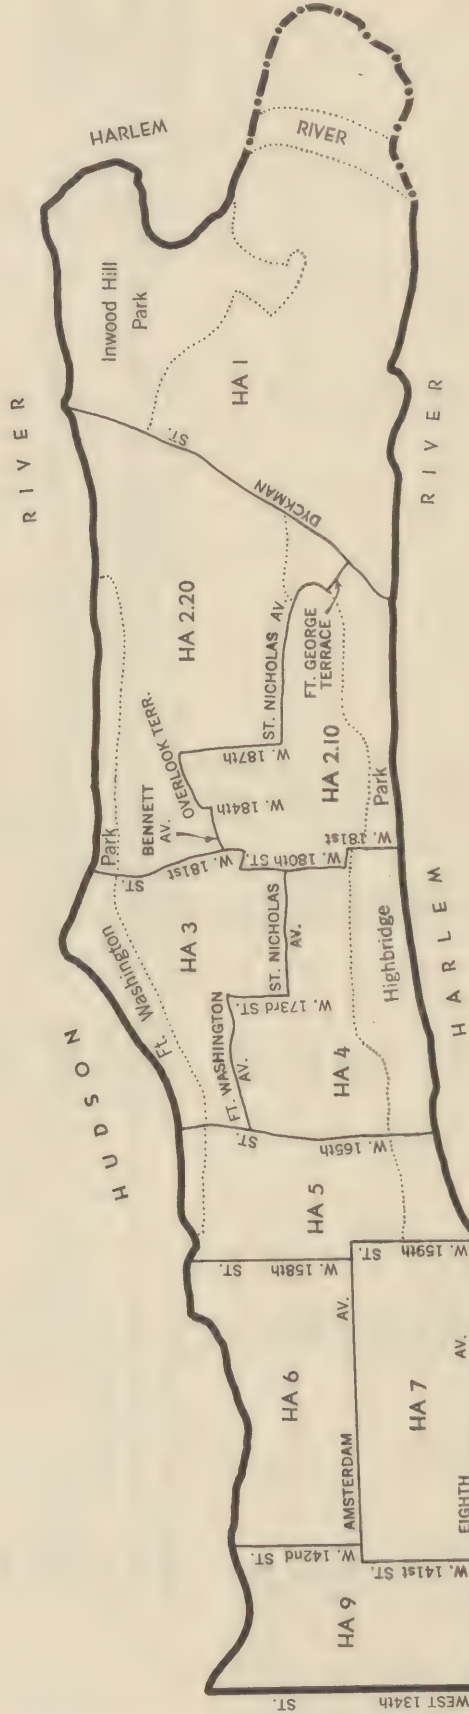 HARLEM
RIVER
RIVER
Inwood Hill
Park
HA 1
ST.
DYCKMAN
RIVER
HA 2.20
ST. NICHOLAS AV.
FT. GEORGE
TERRACE
OVERLOOK TERR.
BENNETT
AV.
W. 187th
W. 184th
HA 2.10
Park
Park
W. 181st
W. 180th ST.
W. 181st
ST.
Ft. Washington
HA 3
ST. NICHOLAS
AV.
W. 173rd ST.
FT. WASHINGTON
AV.
Highbridge
HARLEM
HUDSON
HA 4
ST.
W. 165th
HA 5
ST.
W. 158th
W. 159th
ST.
HA 6
AMSTERDAM
AV.
HA 7
EIGHTH
AV.
W. 142nd ST.
W. 141st ST.
HA 9
WEST 134th
ST.